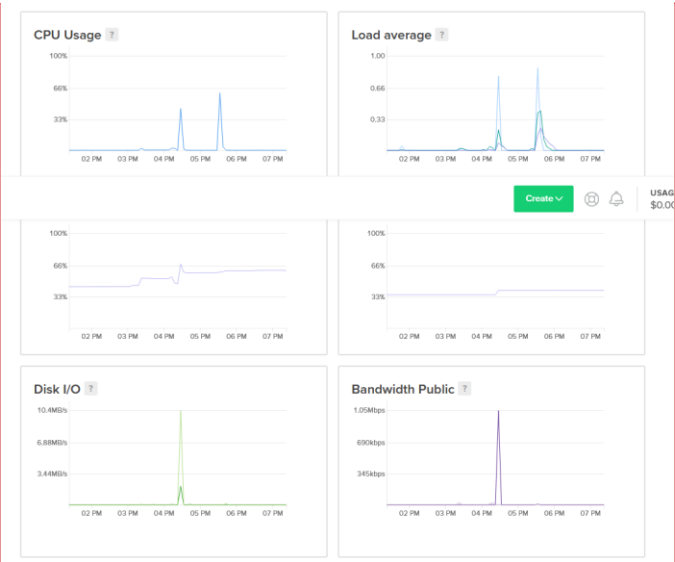 CPU Usage ?
Load average ?
100%
66%
33%
02 PM 03 PM 04 PM 05 PM 06 PM 07 PM
1.00
0.66
0.33
02 PM 03 PM 04 PM 05 PM 06 PM 07 PM
Create
USAG
$0.00
100%
66%
33%
02 PM 03 PM 04 PM 05 PM 06 PM 07 PM
100%
66%
33%
02 PM 03 PM 04 PM 05 PM 06 PM 07 PM
Disk I/O ?
10.4MB/s
6.88MB/s
3.44MB/s
02 PM 03 PM 04 PM 05 PM 06 PM 07 PM
Bandwidth Public ?
1.05Mbps
690kbps
345kbps
02 PM 03 PM 04 PM 05 PM 06 PM 07 PM